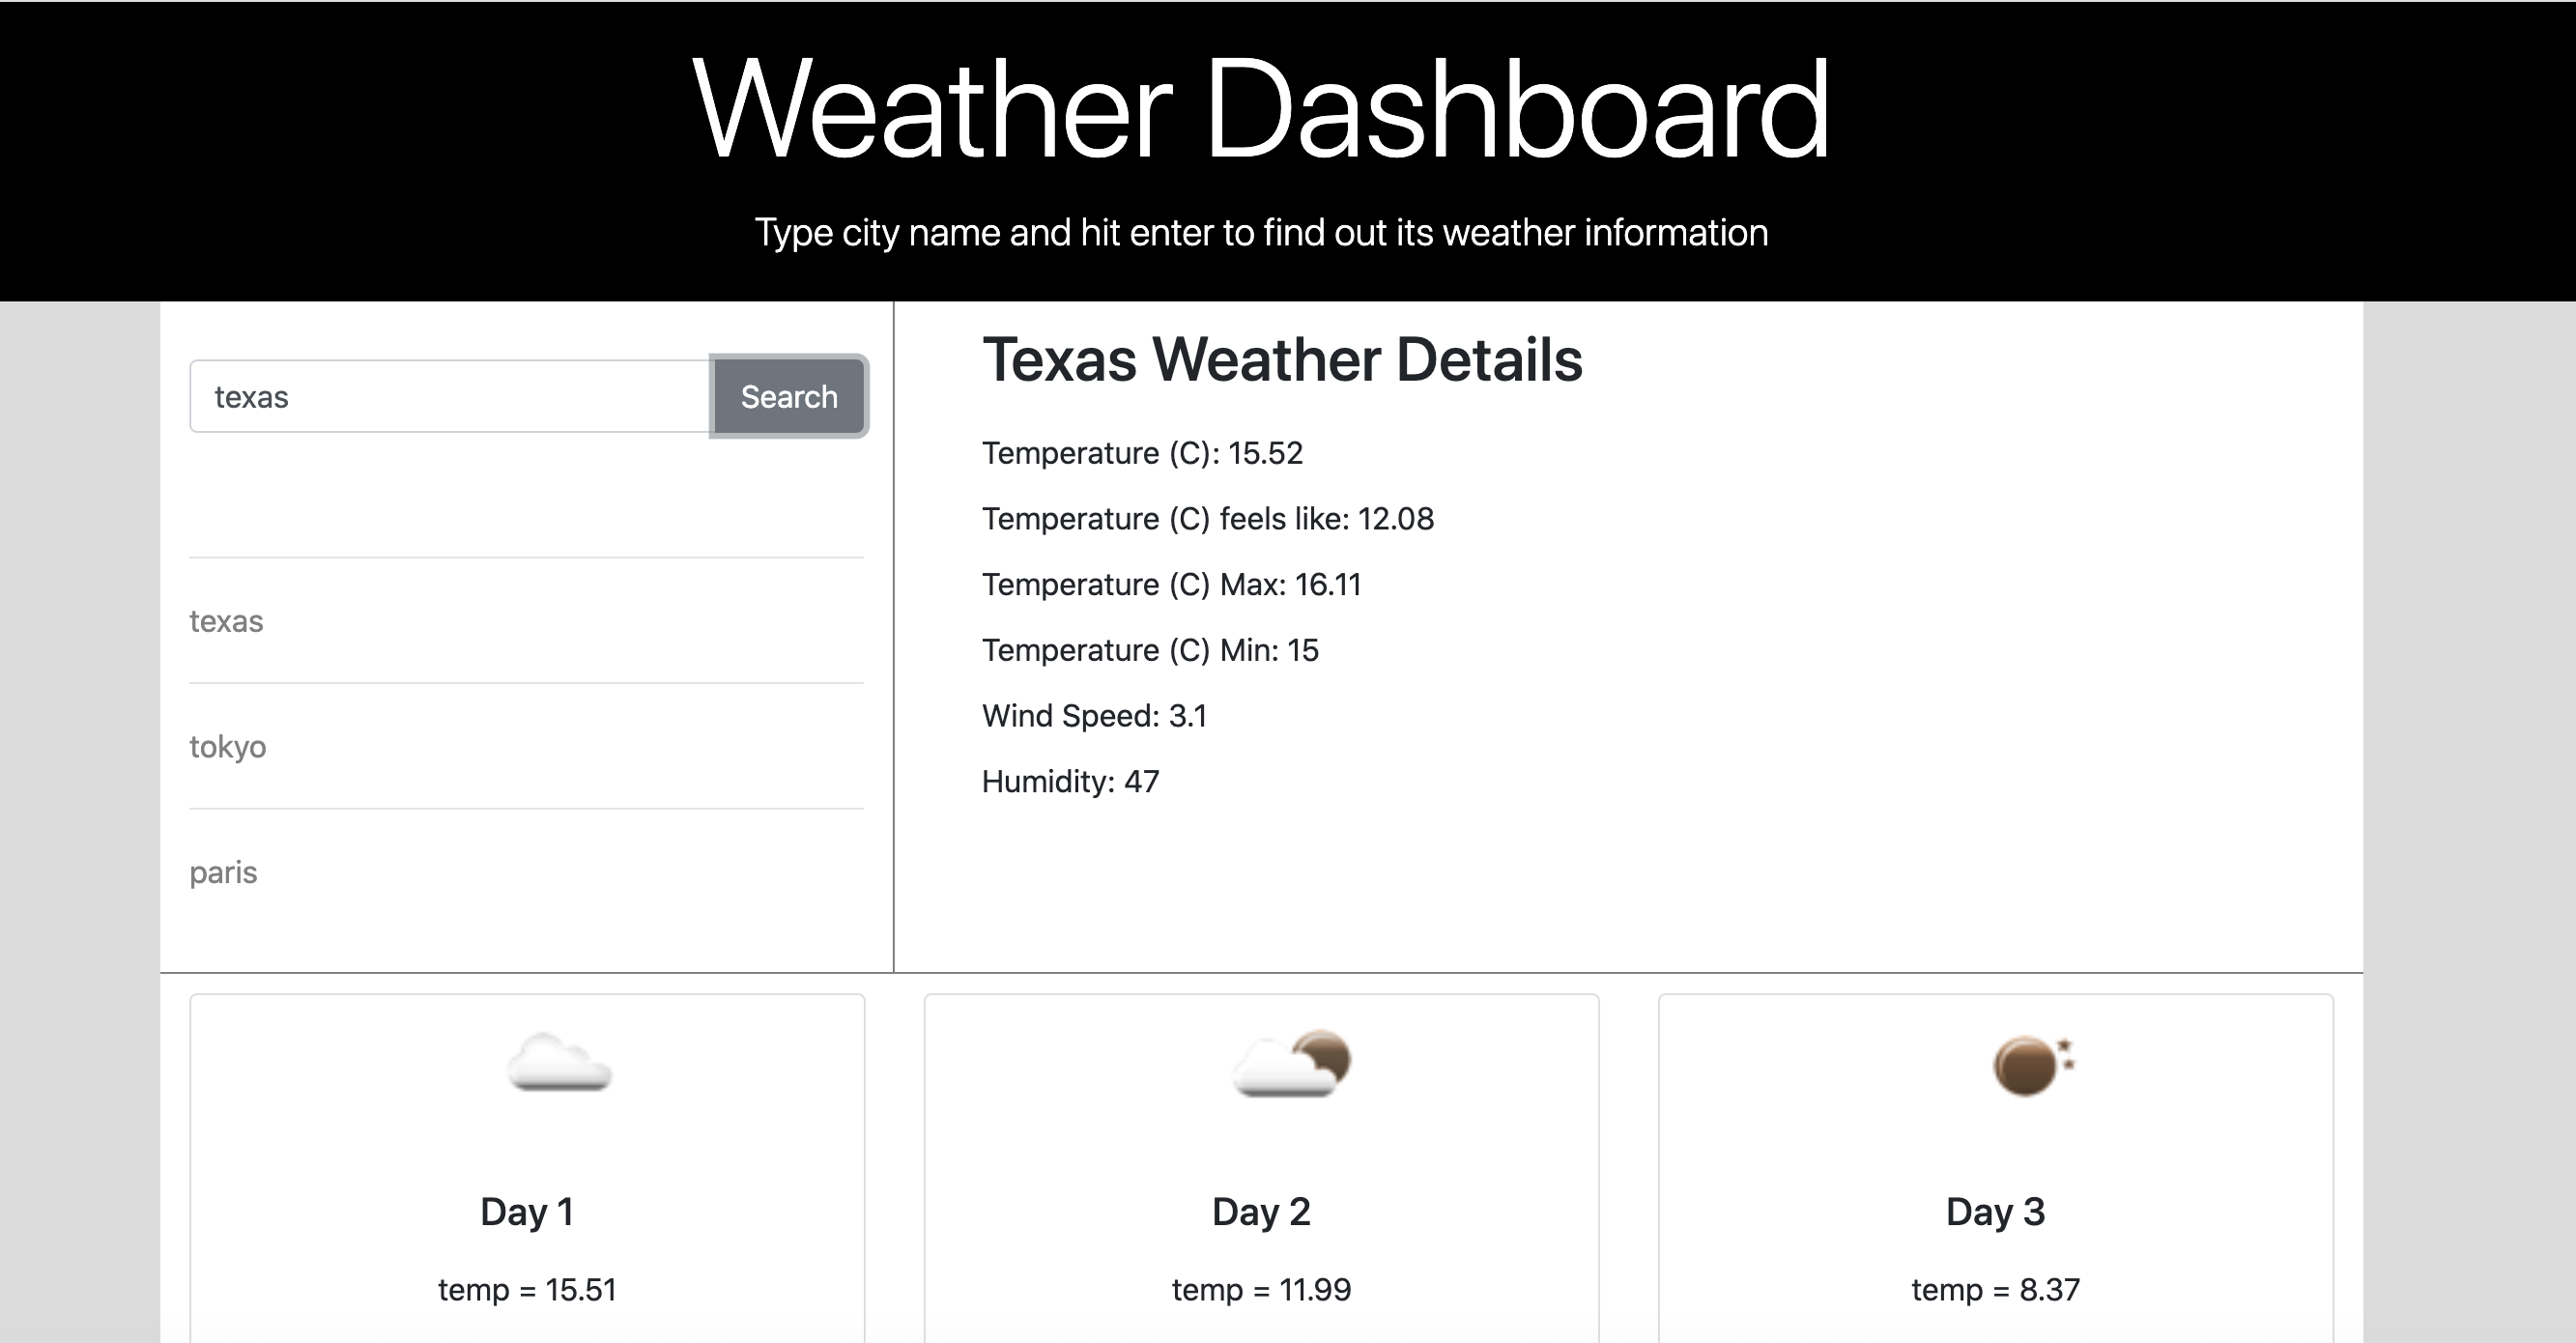 Weather Dashboard
Type city name and hit enter to find out its weather information
texas
Search
texas
tokyo
paris
Texas Weather Details
Temperature (C): 15.52
Temperature (C) feels like: 12.08
Temperature (C) Max: 16.11
Temperature (C) Min: 15
Wind Speed: 3.1
Humidity: 47
Day 1
temp = 15.51
Day 2
temp = 11.99
Day 3
temp = 8.37